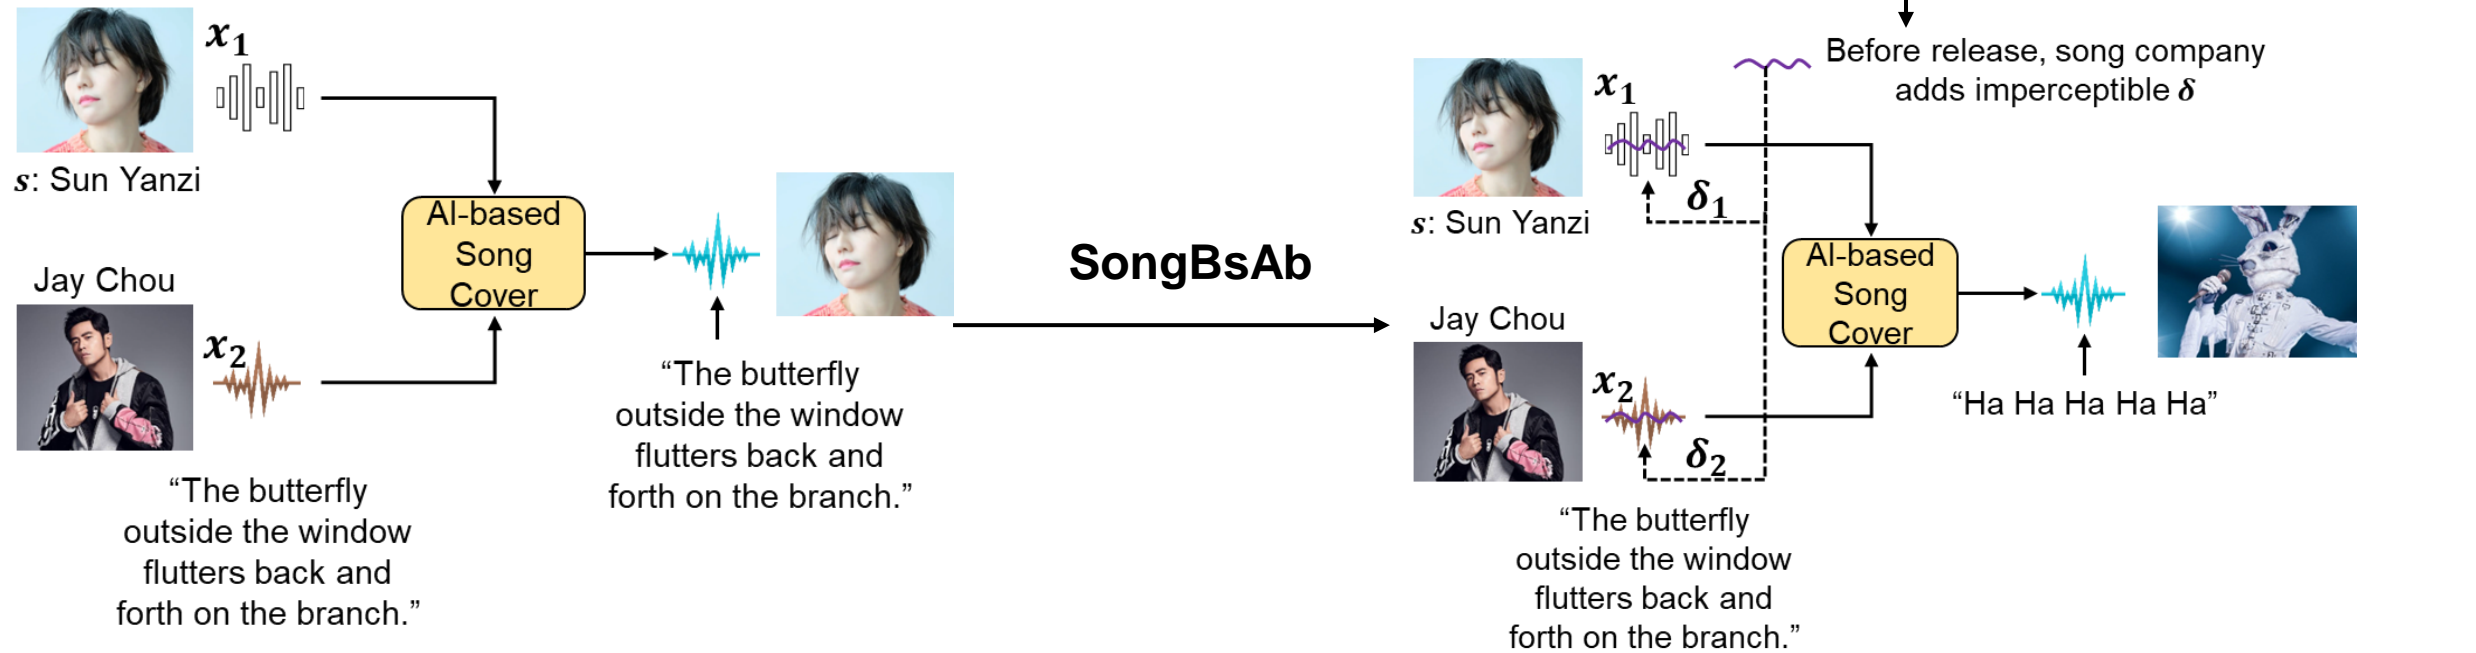 x₁
s: Sun Yanzi
AI-based
Song
Cover
Jay Chou
x₂
“The butterfly
outside the window
flutters back and
forth on the branch.”
“The butterfly
outside the window
flutters back and
forth on the branch.”
SongBsAb
Before release, song company
adds imperceptible δ
x₁
δ₁
s: Sun Yanzi
AI-based
Song
Cover
Jay Chou
x₂
δ₂
“The butterfly
outside the window
flutters back and
forth on the branch.”
“Ha Ha Ha Ha Ha”